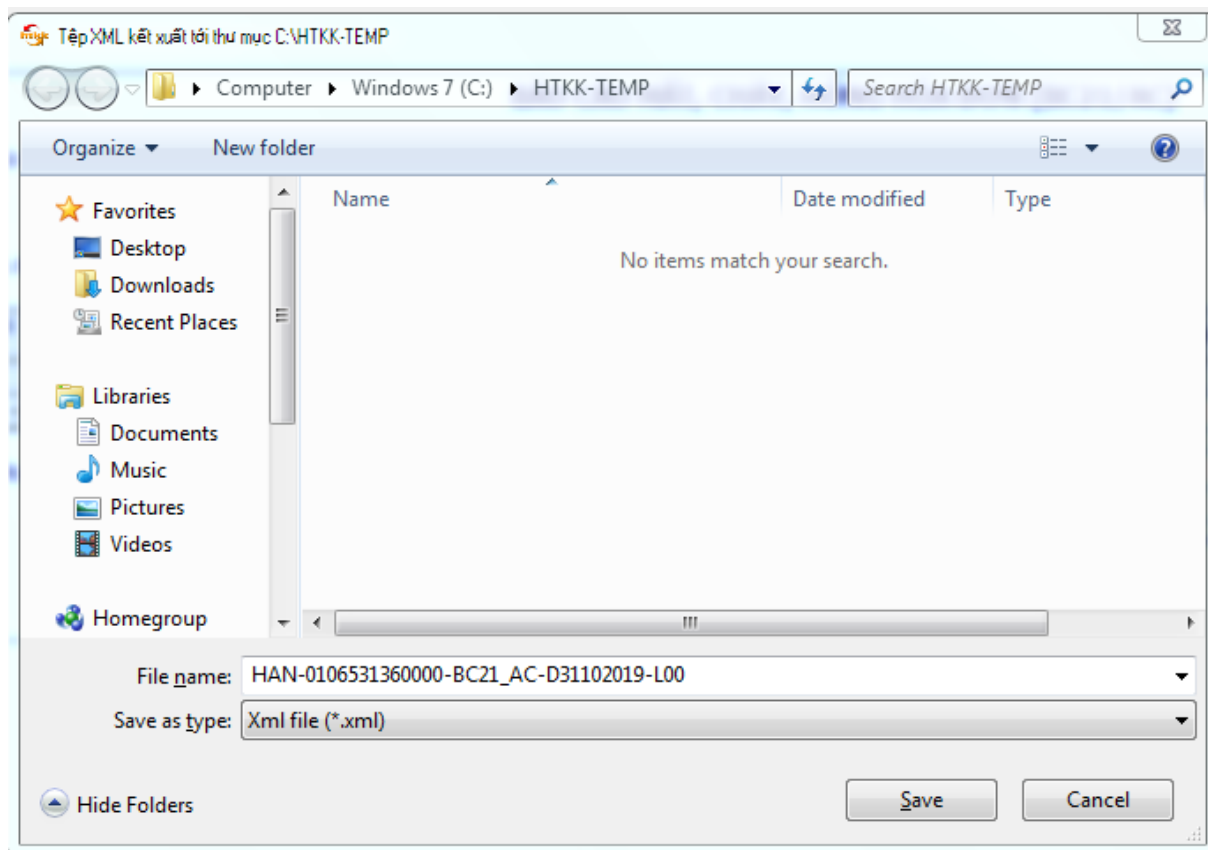 Tệp XML kết xuất tới thư mục C:\HTKK-TEMP
Computer Windows 7 (C:) HTKK-TEMP Search HTKK-TEMP
Organize New folder
Name Date modified Type
No items match your search.
Favorites
Desktop
Downloads
Recent Places
Libraries
Documents
Music
Pictures
Videos
Homegroup
File name: HAN-0106531360000-BC21_AC-D31102019-L00
Save as type: Xml file (*.xml)
Hide Folders Save Cancel